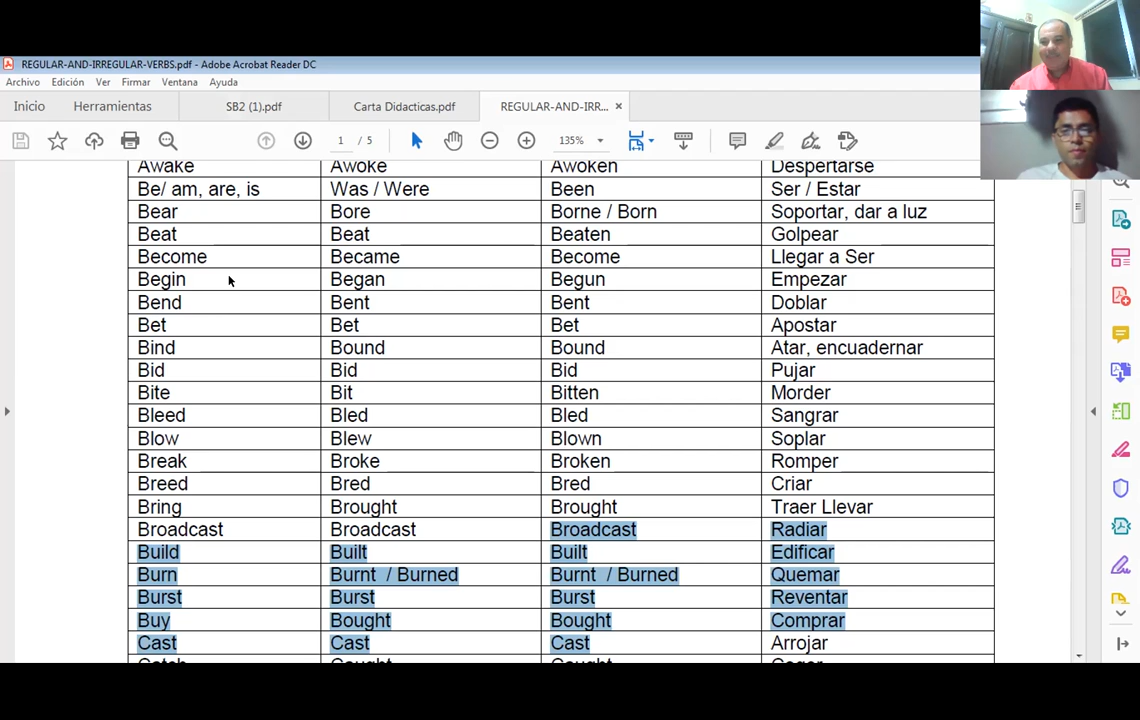 REGULAR-AND-IRREGULAR-VERBS.pdf - Adobe Acrobat Reader DC
Archivo Edición Ver Firmar Ventana Ayuda
Inicio Herramientas SB2 (1).pdf Carta Didacticas.pdf REGULAR-AND-IRR... ×
1 / 5 135%
Awake Awoke Awoken Despertarse
Be/ am, are, is Was / Were Been Ser / Estar
Bear Bore Borne / Born Soportar, dar a luz
Beat Beat Beaten Golpear
Become Became Become Llegar a Ser
Begin Began Begun Empezar
Bend Bent Bent Doblar
Bet Bet Bet Apostar
Bind Bound Bound Atar, encuadernar
Bid Bid Bid Pujar
Bite Bit Bitten Morder
Bleed Bled Bled Sangrar
Blow Blew Blown Soplar
Break Broke Broken Romper
Breed Bred Bred Criar
Bring Brought Brought Traer Llevar
Broadcast Broadcast Broadcast Radiar
Build Built Built Edificar
Burn Burnt / Burned Burnt / Burned Quemar
Burst Burst Burst Reventar
Buy Bought Bought Comprar
Cast Cast Cast Arrojar
Catch Caught Caught Coger